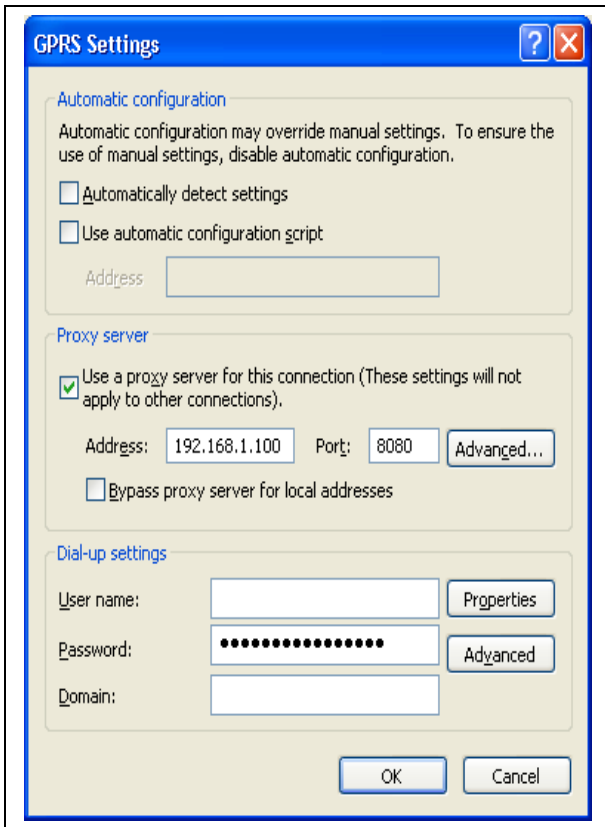 GPRS Settings
Automatic configuration
Automatic configuration may override manual settings. To ensure the
use of manual settings, disable automatic configuration.
Automatically detect settings
Use automatic configuration script
Address
Proxy server
Use a proxy server for this connection (These settings will not
apply to other connections).
Address: 192.168.1.100 Port: 8080 Advanced...
Bypass proxy server for local addresses
Dial-up settings
User name: Properties
Password: •••••••••••••••• Advanced
Domain:
OK Cancel